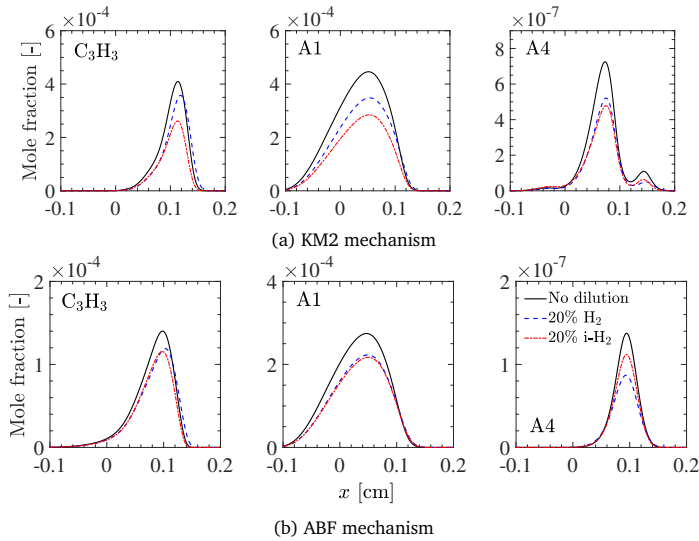 ×10⁻⁴ ×10⁻⁴ ×10⁻⁷
6 6
C₃H₃ A1 A4
8
4 4 6
4
2 2
2
0 0 0
-0.1 0 0.1 0.2 -0.1 0 0.1 0.2 -0.1 0 0.1 0.2
Mole fraction [-]
(a) KM2 mechanism
×10⁻⁴ ×10⁻⁴ ×10⁻⁷
2 4 2
C₃H₃ A1
No dilution
20% H₂
20% i-H₂
1 2 1
A4
0 0 0
-0.1 0 0.1 0.2 -0.1 0 0.1 0.2 -0.1 0 0.1 0.2
Mole fraction [-]
x [cm]
(b) ABF mechanism